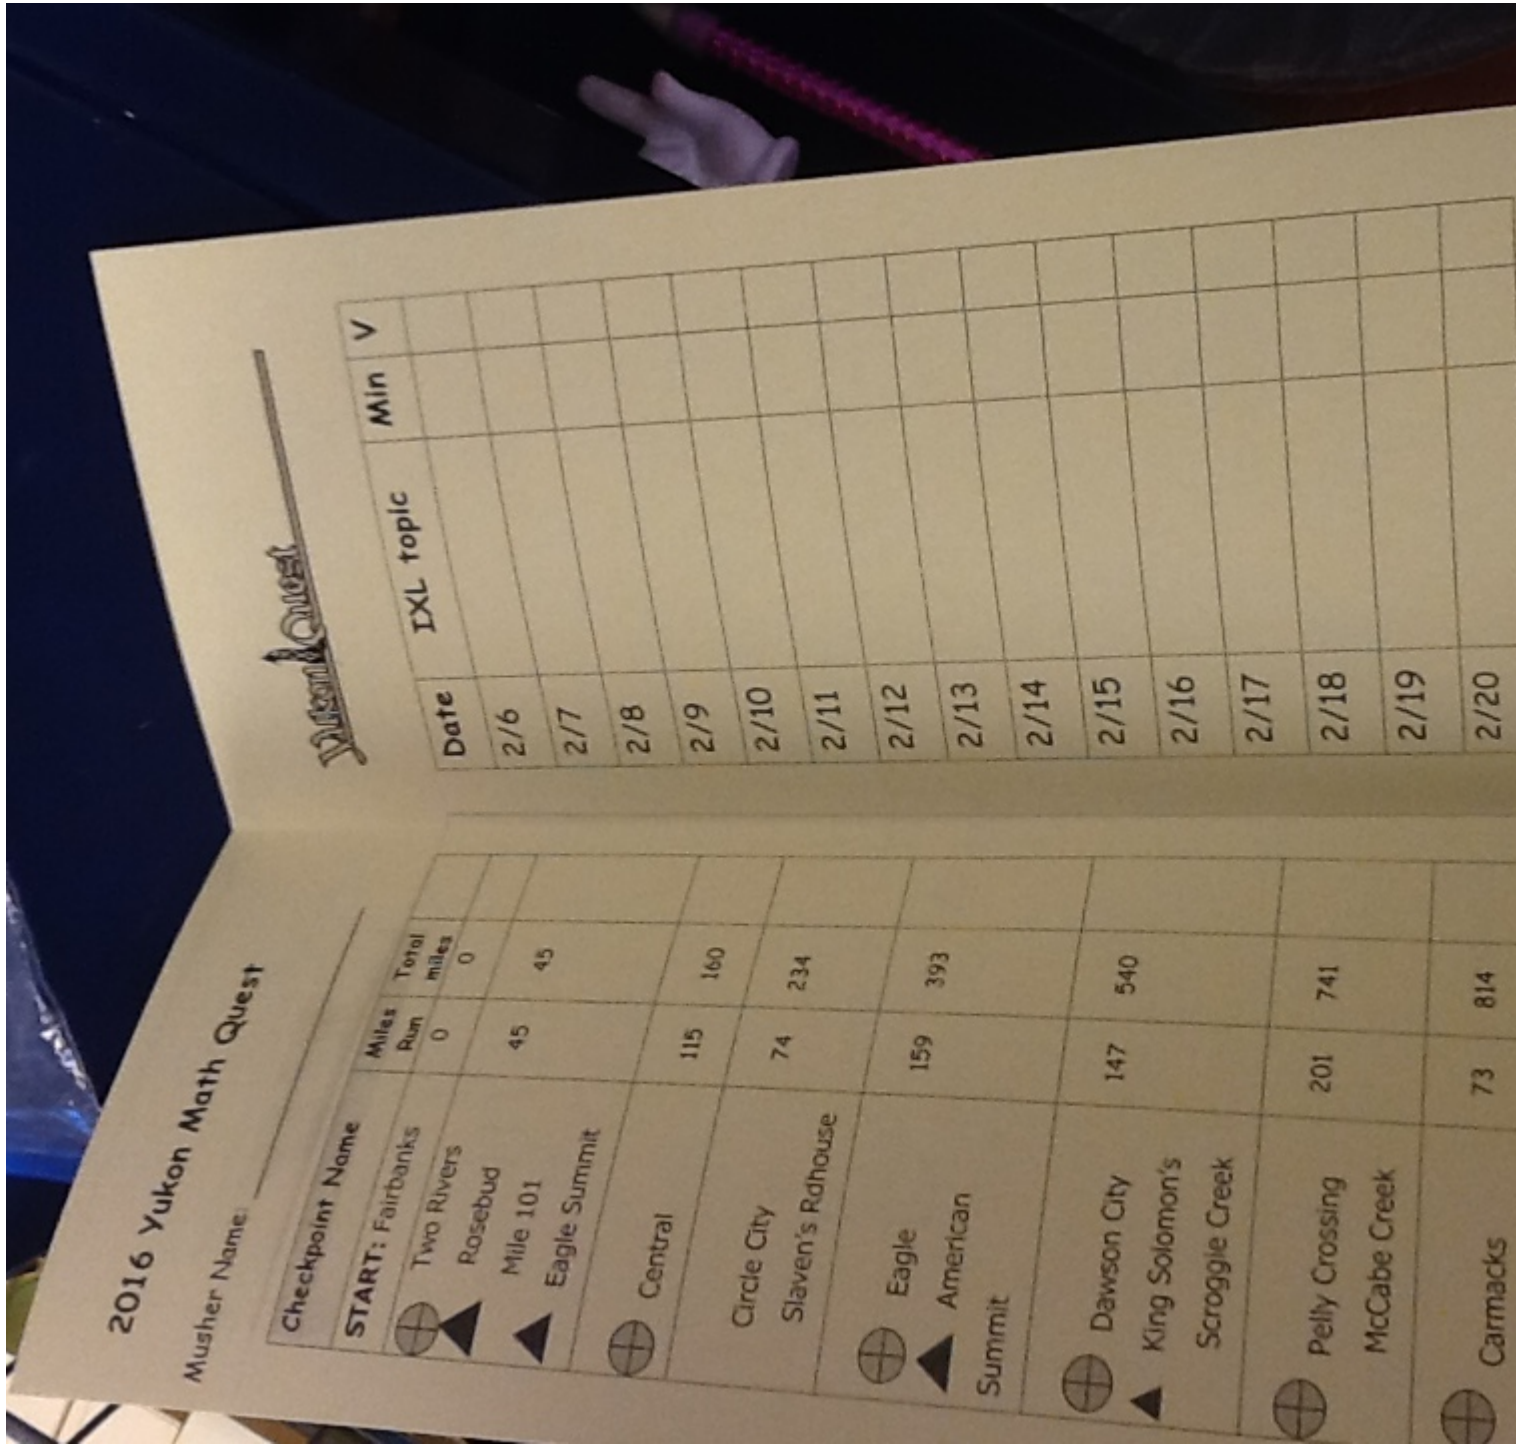 2016 Yukon Math Quest
Musher Name:
Checkpoint Name Miles Run Total miles
START: Fairbanks 0 0
Two Rivers 45 45
Rosebud
Mile 101
Eagle Summit
Central 115 160
Circle City 74 234
Slaven's Rdhouse
Eagle 159 393
American
Summit
Dawson City 147 540
King Solomon's
Scroggie Creek
Pelly Crossing 201 741
McCabe Creek
Carmacks 73 814
Yukon Quest
Date IXL topic Min V
2/6
2/7
2/8
2/9
2/10
2/11
2/12
2/13
2/14
2/15
2/16
2/17
2/18
2/19
2/20